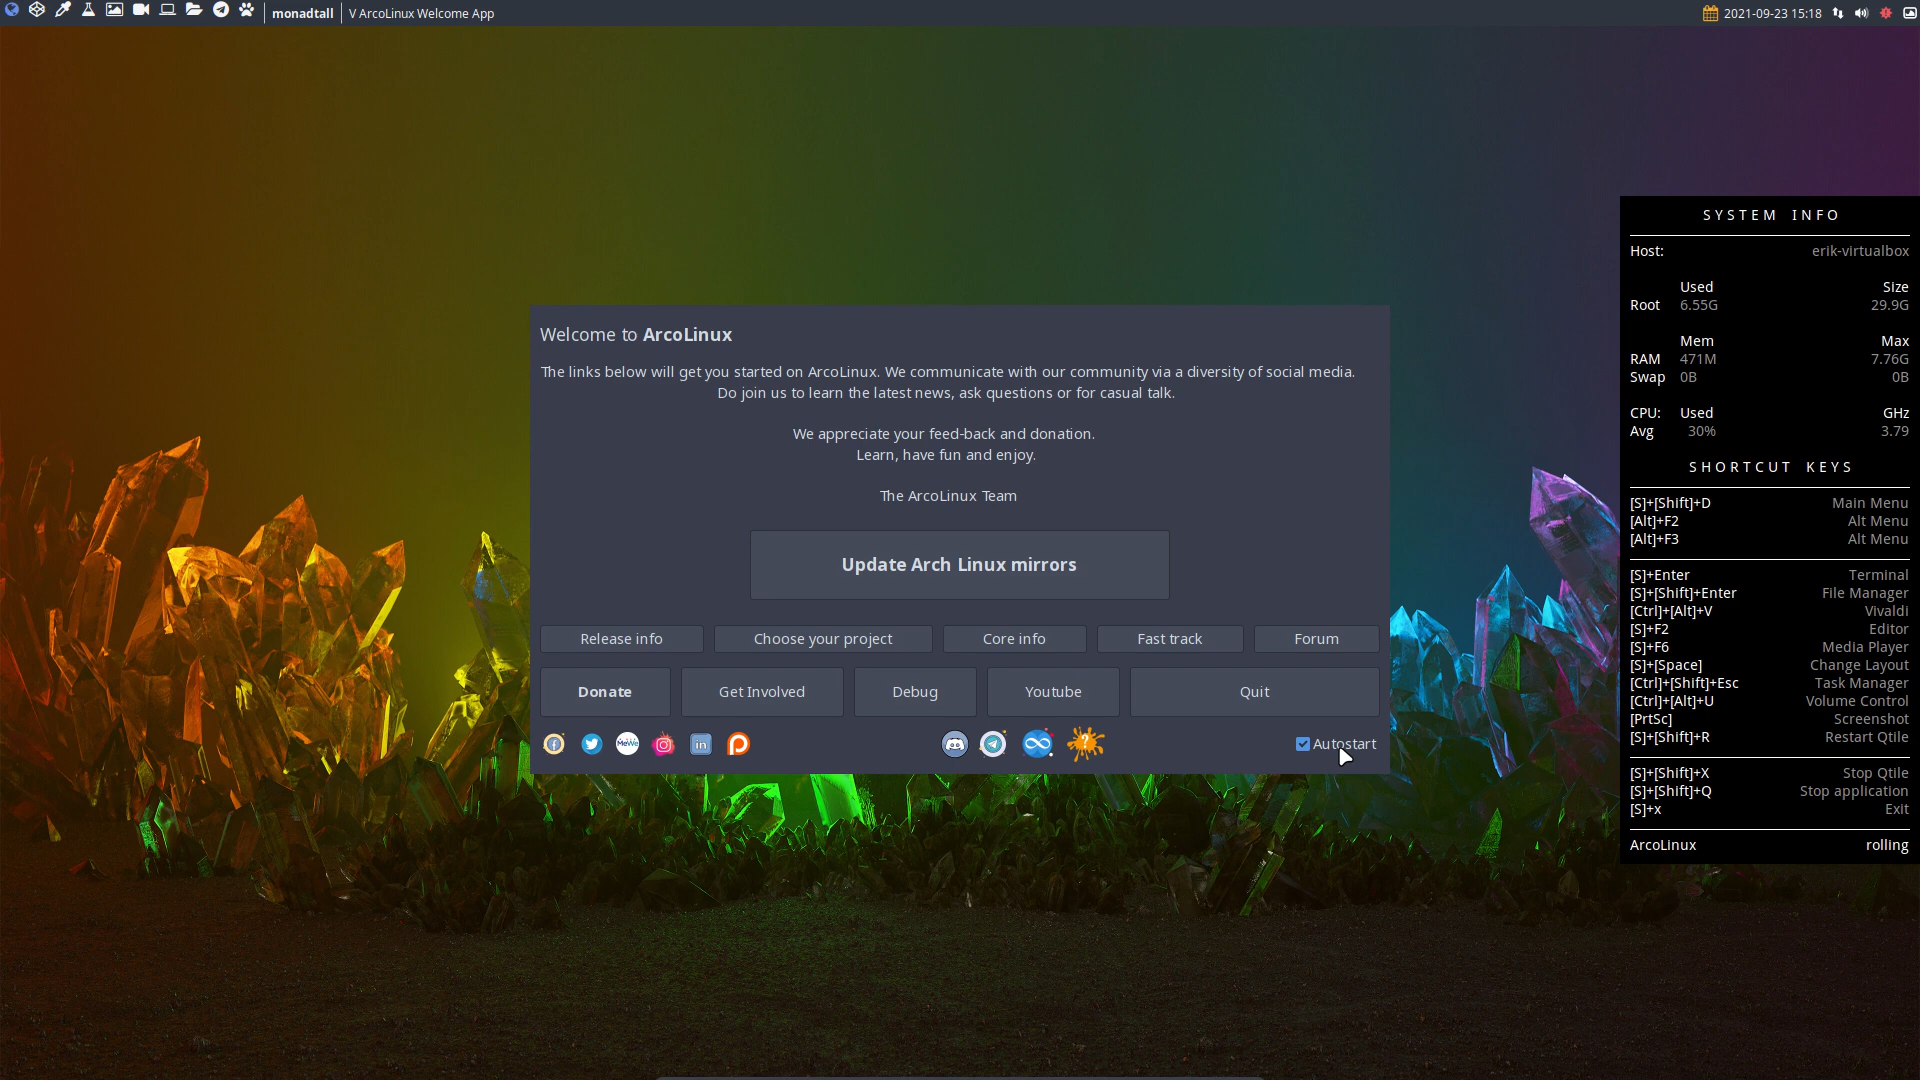 monadtall
V ArcoLinux Welcome App
2021-09-23 15:18
Welcome to ArcoLinux
The links below will get you started on ArcoLinux. We communicate with our community via a diversity of social media.
Do join us to learn the latest news, ask questions or for casual talk.
We appreciate your feed-back and donation.
Learn, have fun and enjoy.
The ArcoLinux Team
Update Arch Linux mirrors
Release info
Choose your project
Core info
Fast track
Forum
Donate
Get Involved
Debug
Youtube
Quit
MeWe
in
?
Autostart
SYSTEM INFO
Host: erik-virtualbox
Used Size
Root 6.55G 29.9G
Mem Max
RAM 471M 7.76G
Swap 0B 0B
CPU: Used GHz
Avg 30% 3.79
SHORTCUT KEYS
[S]+[Shift]+D Main Menu
[Alt]+F2 Alt Menu
[Alt]+F3 Alt Menu
[S]+Enter Terminal
[S]+[Shift]+Enter File Manager
[Ctrl]+[Alt]+V Vivaldi
[S]+F2 Editor
[S]+F6 Media Player
[S]+[Space] Change Layout
[Ctrl]+[Shift]+Esc Task Manager
[Ctrl]+[Alt]+U Volume Control
[PrtSc] Screenshot
[S]+[Shift]+R Restart Qtile
[S]+[Shift]+X Stop Qtile
[S]+[Shift]+Q Stop application
[S]+x Exit
ArcoLinux rolling